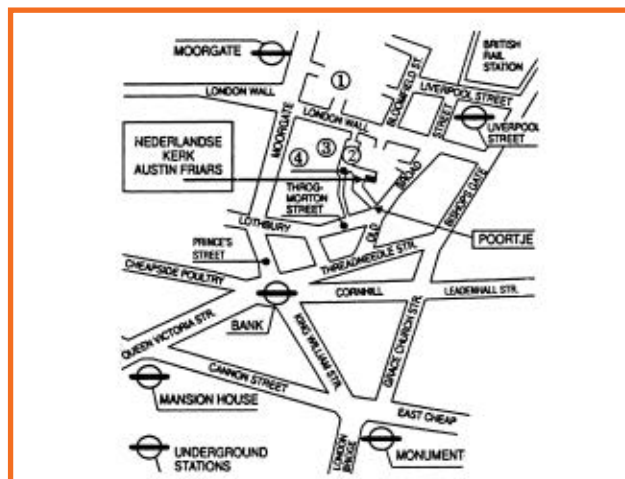 MOORGATE
BRITISH
RAIL
STATION
①
BLOOMFIELD ST.
LIVERPOOL STREET
LONDON WALL
LONDON WALL
MOORGATE
STREET
LIVERPOOL
STREET
NEDERLANDSE
KERK
AUSTIN FRIARS
④
③
②
THROG-
MORTON
STREET
OLD
BROAD
BISHOPS GATE
LOTHBURY
POORTJE
PRINCE'S
STREET
THREADNEEDLE STR.
CHEAPSIDE POULTRY
CORNHILL
LEADENHALL STR.
BANK
QUEEN VICTORIA STR.
KING WILLIAM STR.
GRACE CHURCH STR.
CANNON STREET
MANSION HOUSE
EAST CHEAP
UNDERGROUND
STATIONS
LONDON
BRIDGE
MONUMENT